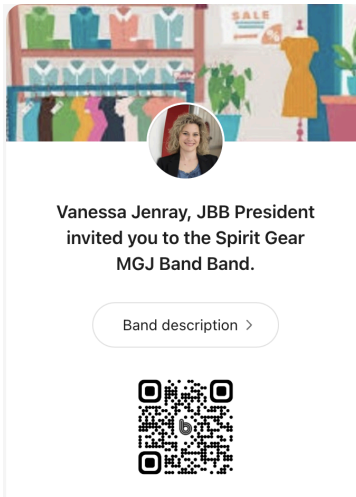 SALE
%
Vanessa Jenray, JBB President
invited you to the Spirit Gear
MGJ Band Band.
Band description >
b